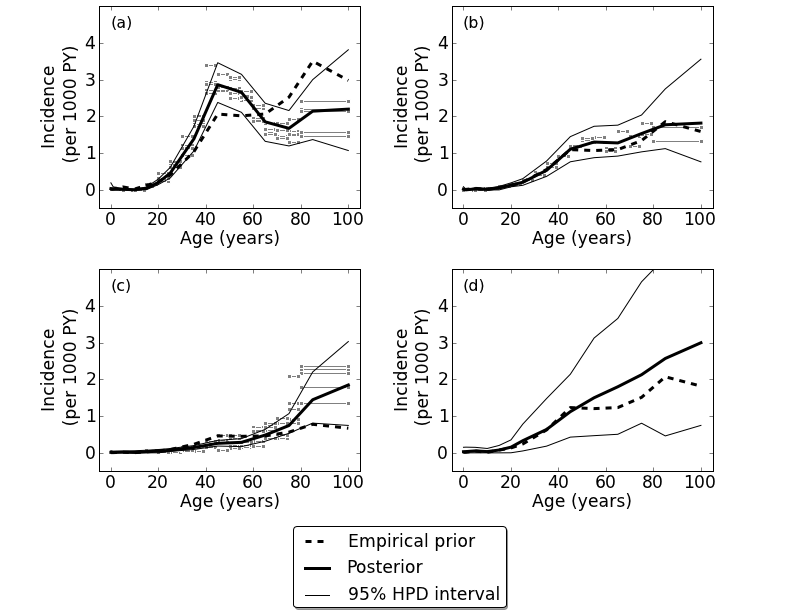 (a)
4
3
2
1
0
Incidence
(per 1000 PY)
0 20 40 60 80 100
Age (years)
(b)
4
3
2
1
0
Incidence
(per 1000 PY)
0 20 40 60 80 100
Age (years)
(c)
4
3
2
1
0
Incidence
(per 1000 PY)
0 20 40 60 80 100
Age (years)
(d)
4
3
2
1
0
Incidence
(per 1000 PY)
0 20 40 60 80 100
Age (years)
Empirical prior
Posterior
95% HPD interval